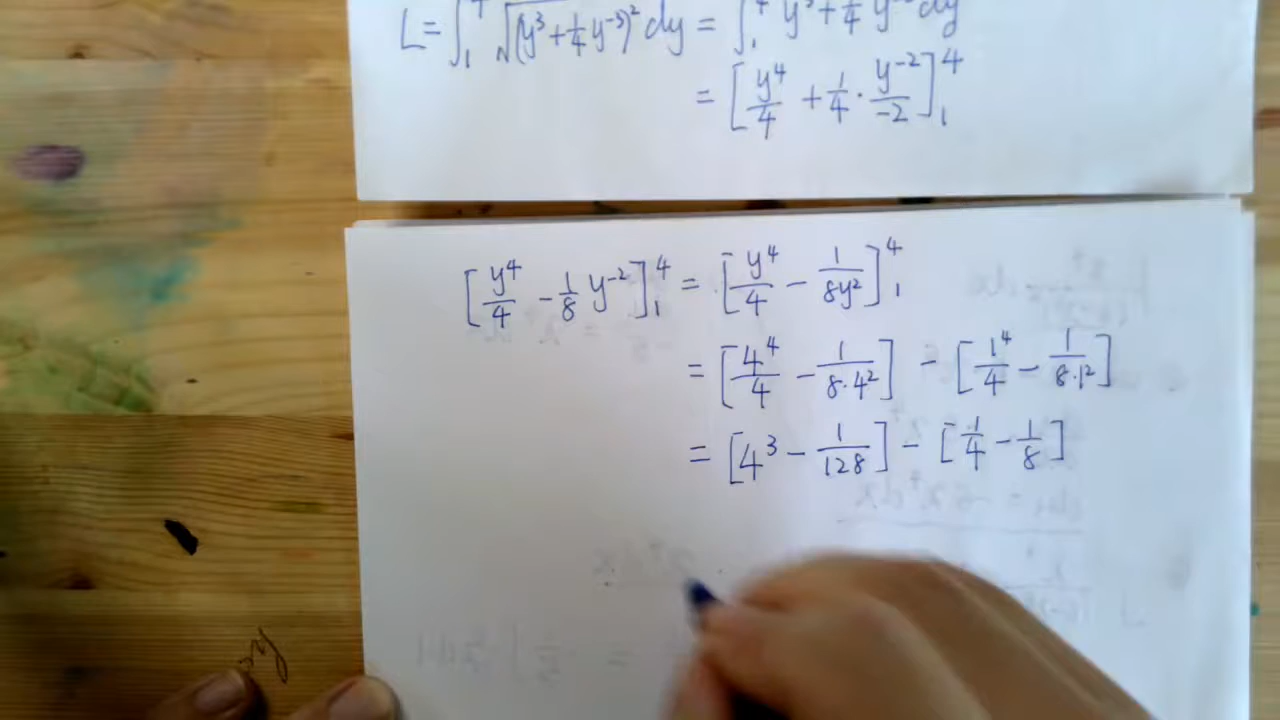 L = ∫₁⁴ √(y³ + 1/4 y⁻³)² dy = ∫₁⁴ y³ + 1/4 y⁻³ dy
= [y⁴/4 + 1/4 · y⁻²/-2]₁⁴
[y⁴/4 - 1/8 y⁻²]₁⁴ = [y⁴/4 - 1/8y²]₁⁴
= [4⁴/4 - 1/8·4²] - [1⁴/4 - 1/8·1²]
= [4³ - 1/128] - [1/4 - 1/8]